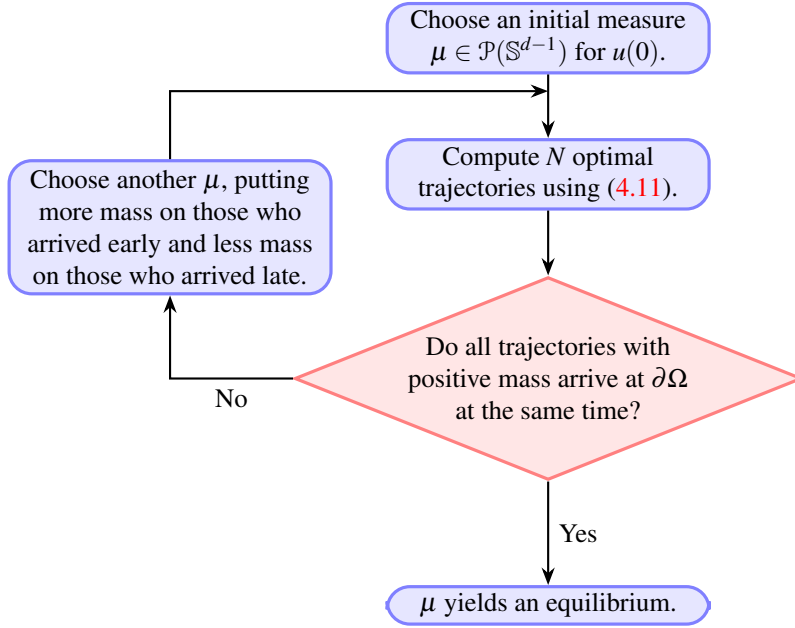 Choose an initial measure
μ ∈ 𝒫(𝕊^{d−1}) for u(0).
Compute N optimal
trajectories using (4.11).
Choose another μ, putting
more mass on those who
arrived early and less mass
on those who arrived late.
Do all trajectories with
positive mass arrive at ∂Ω
at the same time?
No
Yes
μ yields an equilibrium.